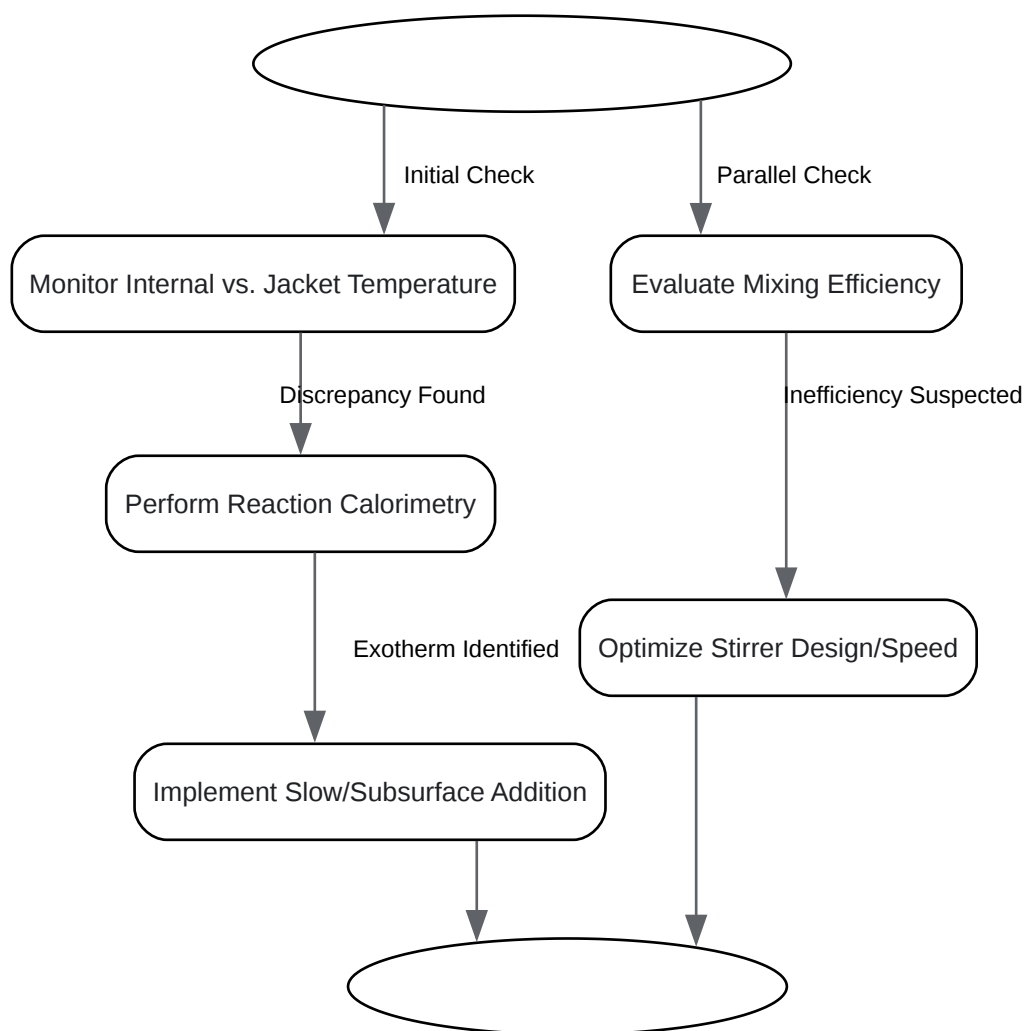 Initial Check
Parallel Check
Monitor Internal vs. Jacket Temperature
Evaluate Mixing Efficiency
Discrepancy Found
Inefficiency Suspected
Perform Reaction Calorimetry
Exotherm Identified
Optimize Stirrer Design/Speed
Implement Slow/Subsurface Addition